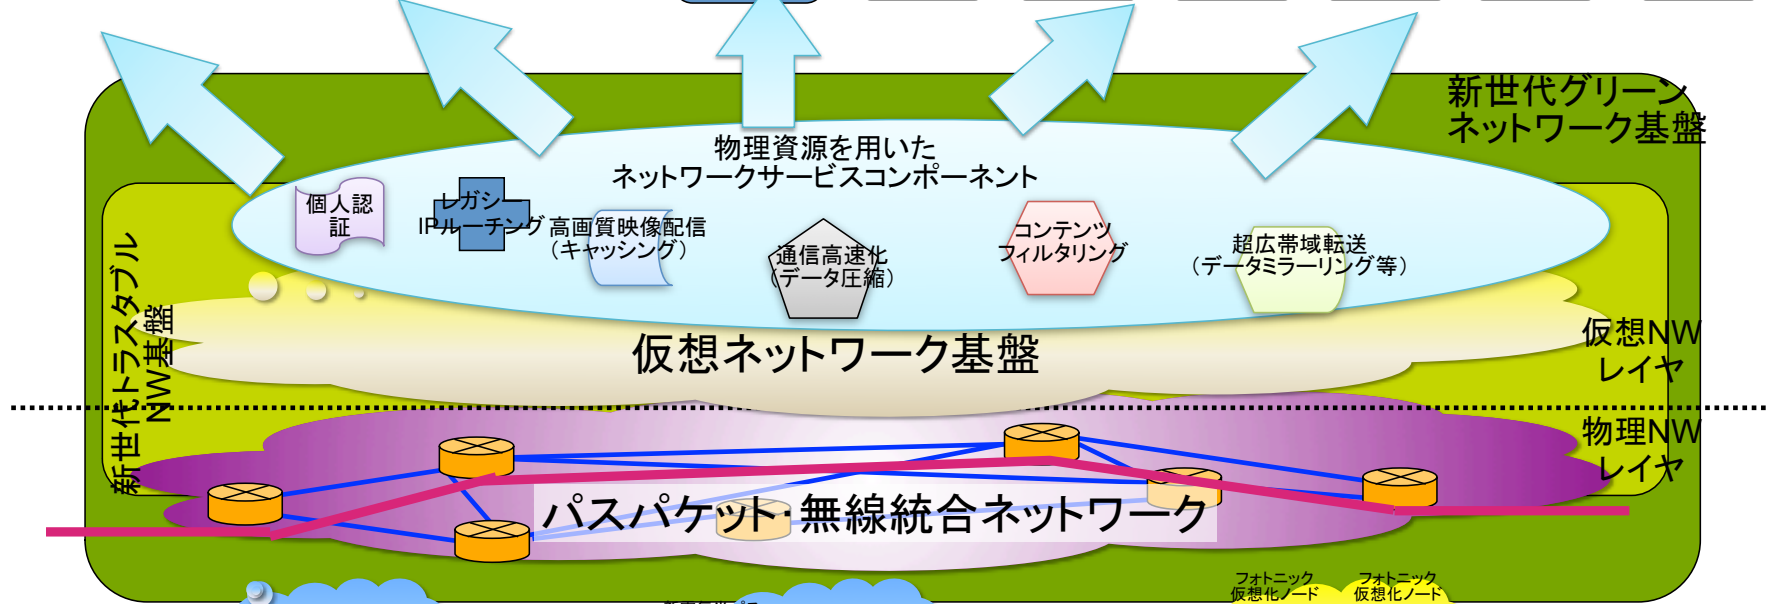 新世代グリーン
ネットワーク基盤
物理資源を用いた
ネットワークサービスコンポーネント
個人認
証
レガシー
IPルーチング
高画質映像配信
（キャッシング）
通信高速化
（データ圧縮）
コンテンツ
フィルタリング
超広帯域転送
（データミラーリング等）
新世代トラスタブル
NW基盤
仮想ネットワーク基盤
仮想NW
レイヤ
物理NW
レイヤ
パスパケット・無線統合ネットワーク
フォトニック
仮想化ノード
フォトニック
仮想化ノード